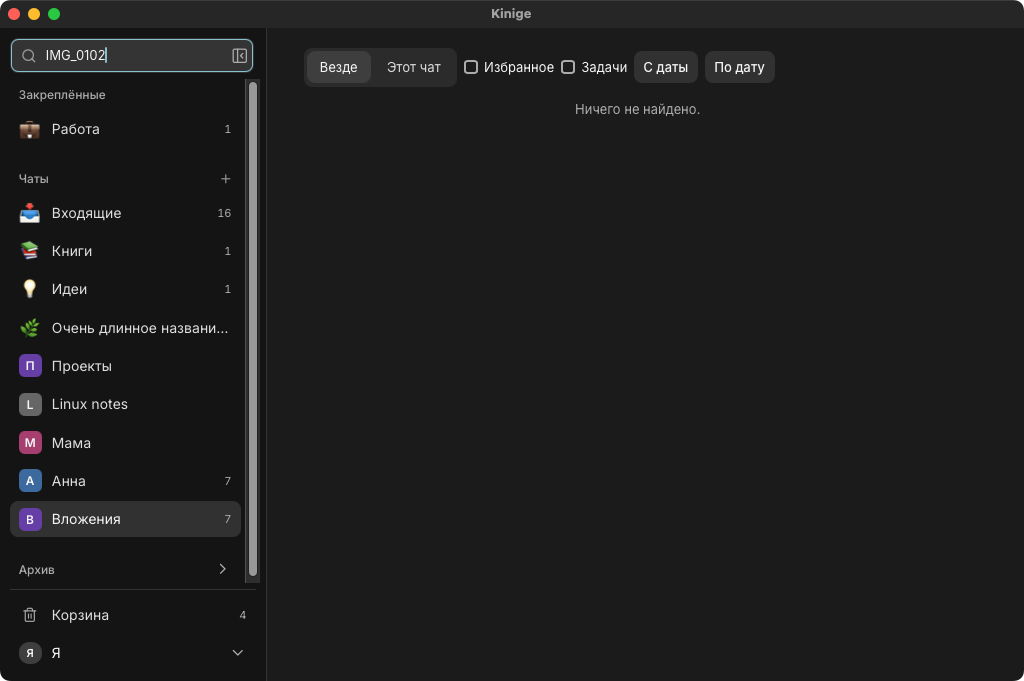 Kinige
IMG_0102
Закреплённые
Работа 1
Чаты
Входящие 16
Книги 1
Идеи 1
Очень длинное названи...
П Проекты
L Linux notes
М Мама
А Анна 7
В Вложения 7
Архив
Корзина 4
Я Я
Везде Этот чат Избранное Задачи С даты По дату
Ничего не найдено.